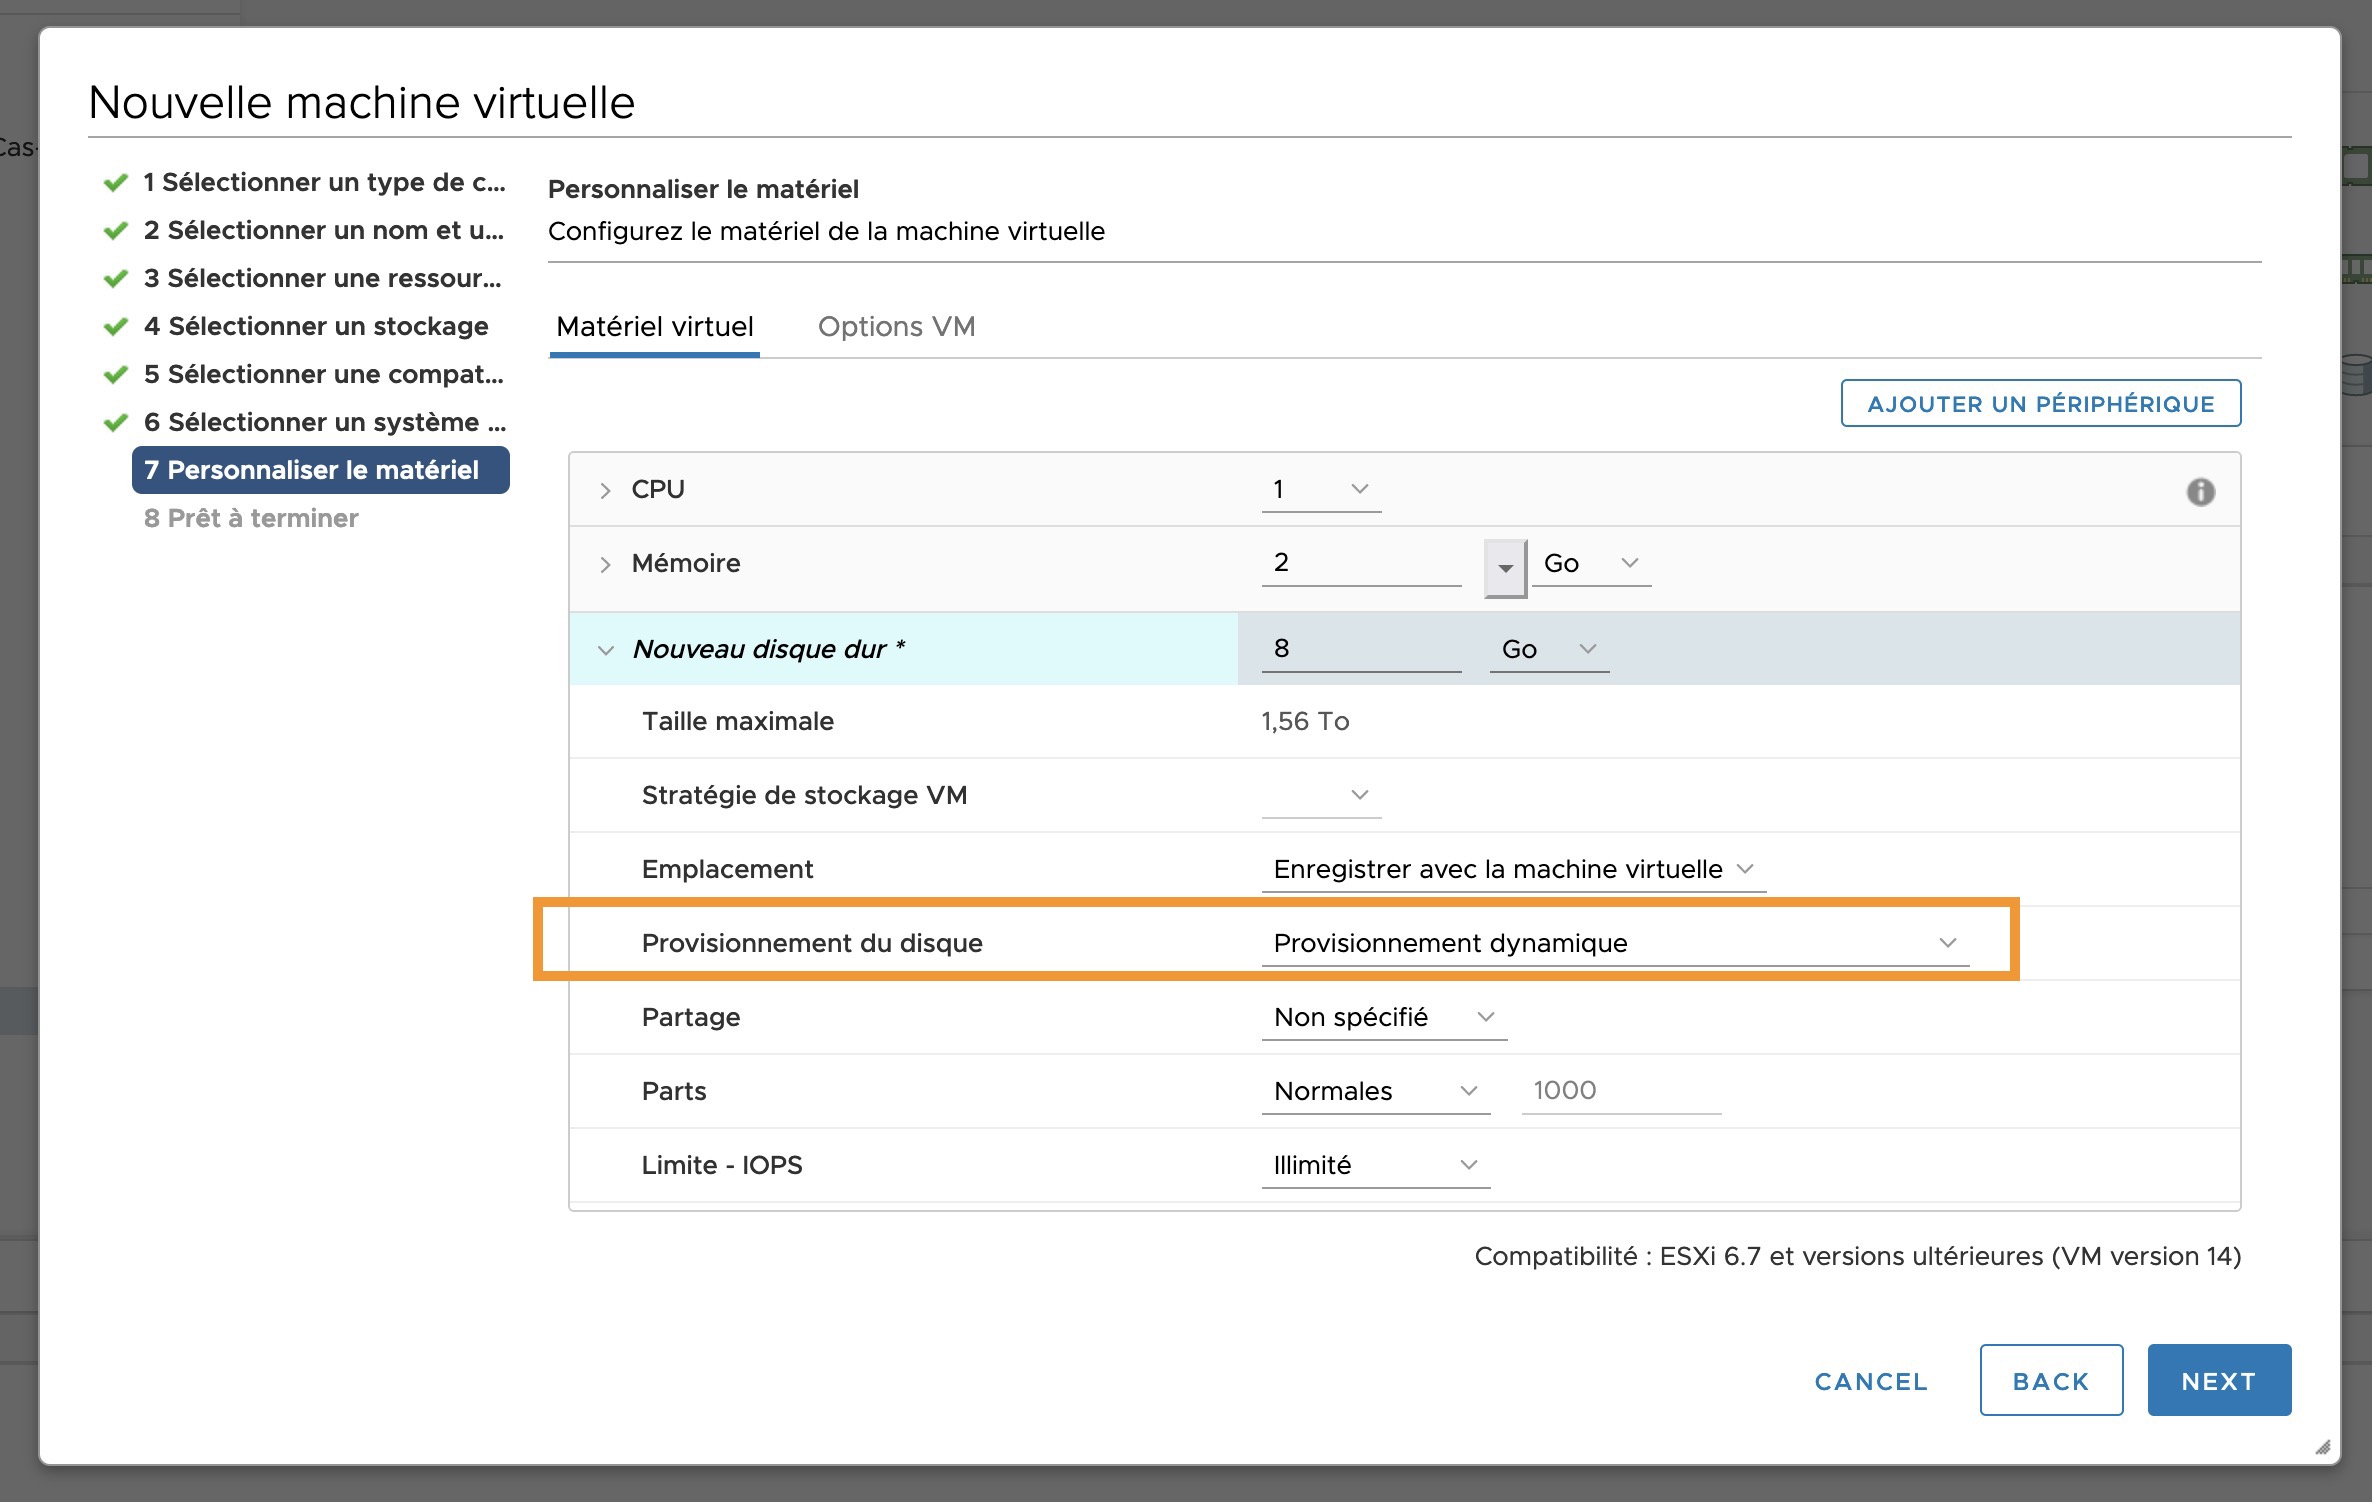 Nouvelle machine virtuelle
Cas-
1 Sélectionner un type de c...
2 Sélectionner un nom et u...
3 Sélectionner une ressour...
4 Sélectionner un stockage
5 Sélectionner une compat...
6 Sélectionner un système ...
7 Personnaliser le matériel
8 Prêt à terminer
Personnaliser le matériel
Configurez le matériel de la machine virtuelle
Matériel virtuel Options VM
AJOUTER UN PÉRIPHÉRIQUE
CPU 1
Mémoire 2 Go
Nouveau disque dur * 8 Go
Taille maximale 1,56 To
Stratégie de stockage VM
Emplacement Enregistrer avec la machine virtuelle
Provisionnement du disque Provisionnement dynamique
Partage Non spécifié
Parts Normales 1000
Limite - IOPS Illimité
Compatibilité : ESXi 6.7 et versions ultérieures (VM version 14)
CANCEL BACK NEXT